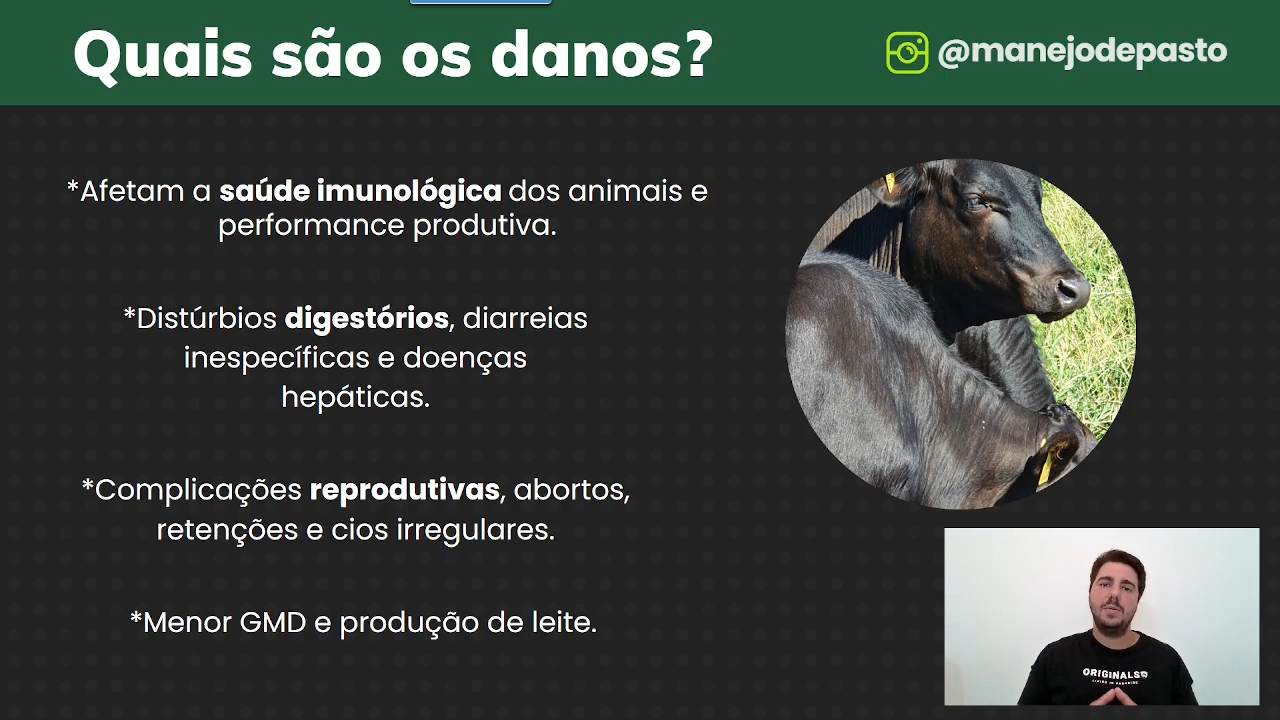 Quais são os danos?
@manejodepasto
*Afetam a saúde imunológica dos animais e
performance produtiva.
*Distúrbios digestórios, diarreias
inespecíficas e doenças
hepáticas.
*Complicações reprodutivas, abortos,
retenções e cios irregulares.
*Menor GMD e produção de leite.
ORIGINALS